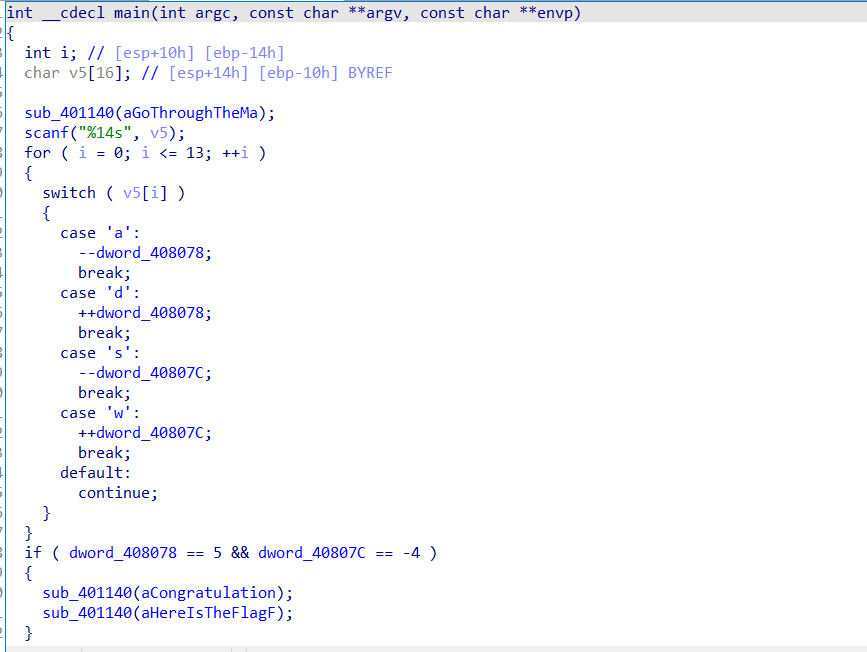 int __cdecl main(int argc, const char **argv, const char **envp)
{
  int i; // [esp+10h] [ebp-14h]
  char v5[16]; // [esp+14h] [ebp-10h] BYREF

  sub_401140(aGoThroughTheMa);
  scanf("%14s", v5);
  for ( i = 0; i <= 13; ++i )
  {
    switch ( v5[i] )
    {
      case 'a':
        --dword_408078;
        break;
      case 'd':
        ++dword_408078;
        break;
      case 's':
        --dword_40807C;
        break;
      case 'w':
        ++dword_40807C;
        break;
      default:
        continue;
    }
  }
  if ( dword_408078 == 5 && dword_40807C == -4 )
  {
    sub_401140(aCongratulation);
    sub_401140(aHereIsTheFlagF);
  }